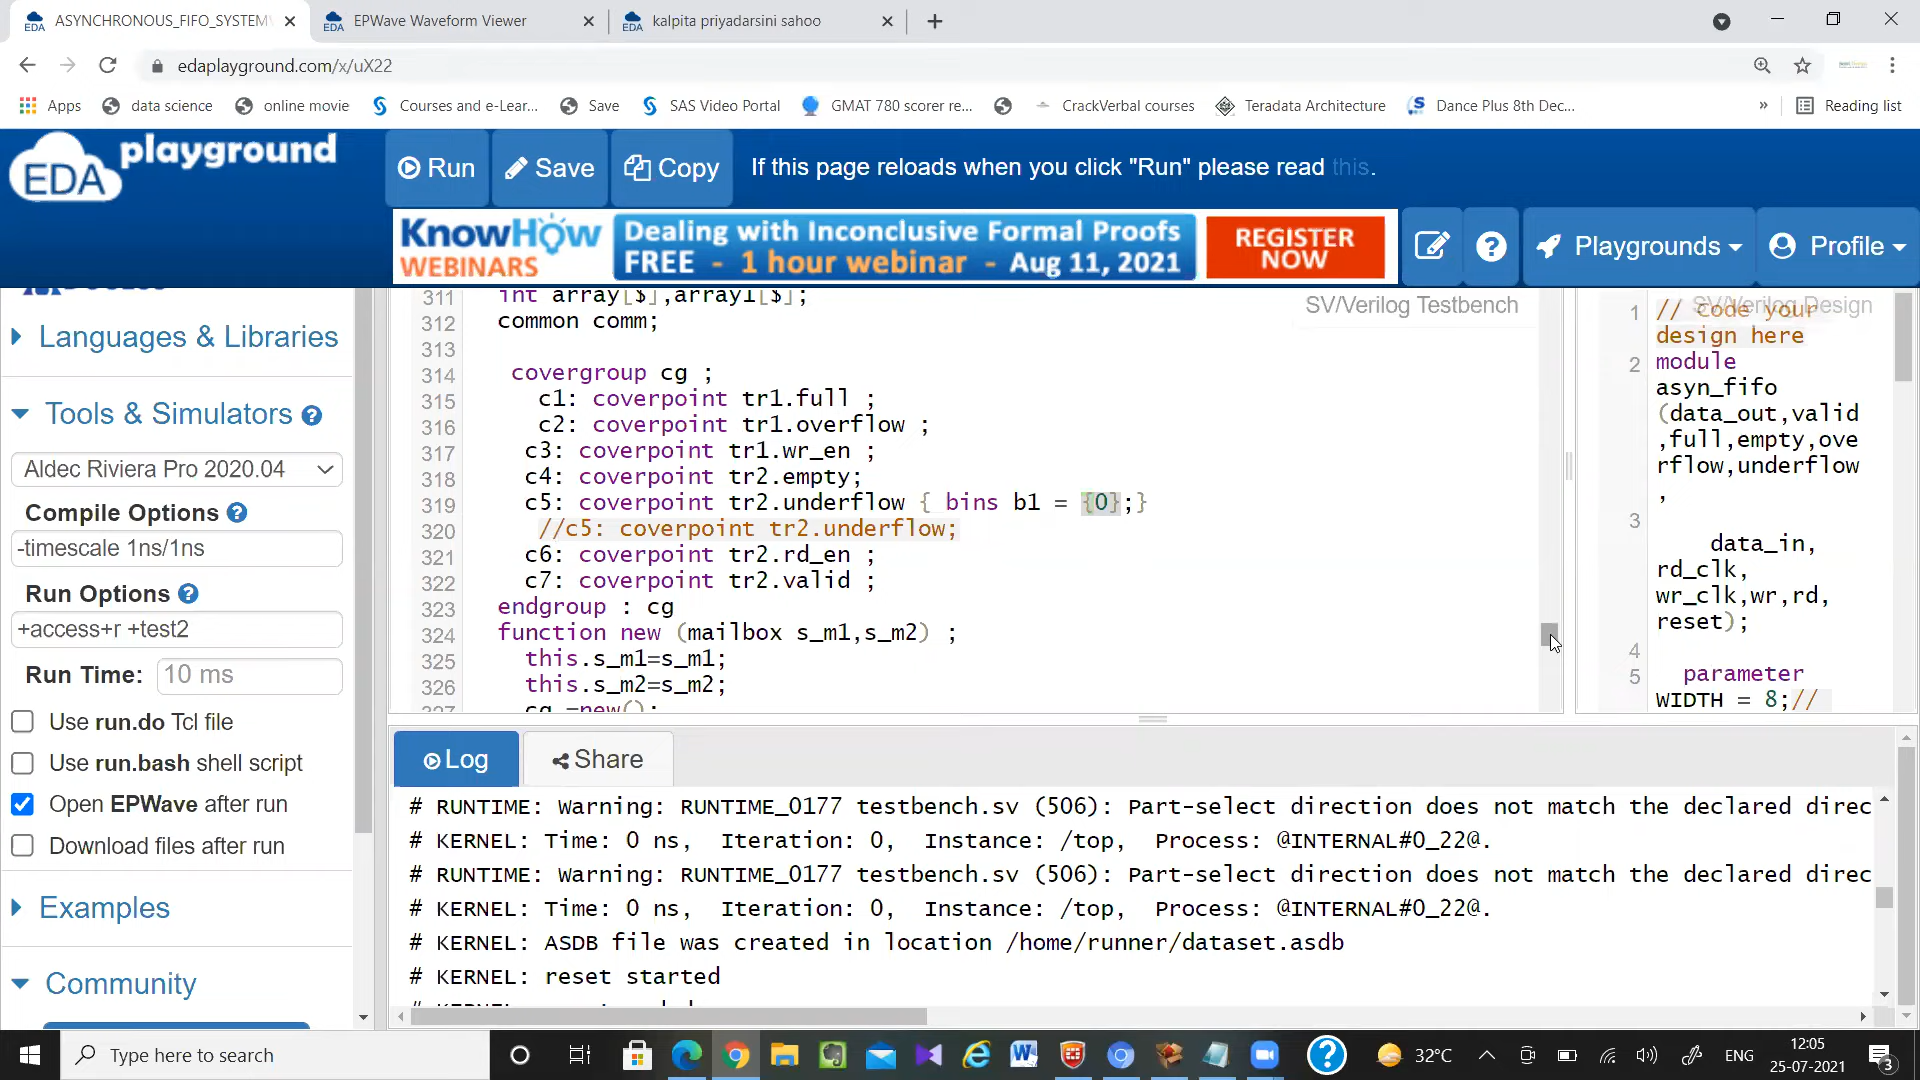 ASYNCHRONOUS_FIFO_SYSTEMV
EPWave Waveform Viewer
kalpita priyadarsini sahoo
edaplayground.com/x/uX22
Apps
data science
online movie
Courses and e-Lear...
Save
SAS Video Portal
GMAT 780 scorer re...
CrackVerbal courses
Teradata Architecture
Dance Plus 8th Dec...
»
Reading list
EDA playground
Run
Save
Copy
If this page reloads when you click "Run" please read this.
KnowHow WEBINARS
Dealing with Inconclusive Formal Proofs
FREE - 1 hour webinar - Aug 11, 2021
REGISTER NOW
Playgrounds
Profile
Languages & Libraries
Tools & Simulators
Aldec Riviera Pro 2020.04
Compile Options
-timescale 1ns/1ns
Run Options
+access+r +test2
Run Time: 10 ms
Use run.do Tcl file
Use run.bash shell script
Open EPWave after run
Download files after run
Examples
Community
SV/Verilog Testbench
311 int array[$],array1[$];
312 common comm;
313
314 covergroup cg ;
315 c1: coverpoint tr1.full ;
316 c2: coverpoint tr1.overflow ;
317 c3: coverpoint tr1.wr_en ;
318 c4: coverpoint tr2.empty;
319 c5: coverpoint tr2.underflow { bins b1 = {0};}
320 //c5: coverpoint tr2.underflow;
321 c6: coverpoint tr2.rd_en ;
322 c7: coverpoint tr2.valid ;
323 endgroup : cg
324 function new (mailbox s_m1,s_m2) ;
325 this.s_m1=s_m1;
326 this.s_m2=s_m2;
327 cg =new();
SV/Verilog Design
1 // Code your
design here
2 module
asyn_fifo
(data_out,valid
,full,empty,ove
rflow,underflow
,
3
data_in,
rd_clk,
wr_clk,wr,rd,
reset);
4
5 parameter
WIDTH = 8;//
Log
Share
# RUNTIME: Warning: RUNTIME_0177 testbench.sv (506): Part-select direction does not match the declared direc
# KERNEL: Time: 0 ns, Iteration: 0, Instance: /top, Process: @INTERNAL#0_22@.
# RUNTIME: Warning: RUNTIME_0177 testbench.sv (506): Part-select direction does not match the declared direc
# KERNEL: Time: 0 ns, Iteration: 0, Instance: /top, Process: @INTERNAL#0_22@.
# KERNEL: ASDB file was created in location /home/runner/dataset.asdb
# KERNEL: reset started
Type here to search
32°C
ENG
12:05
25-07-2021
3